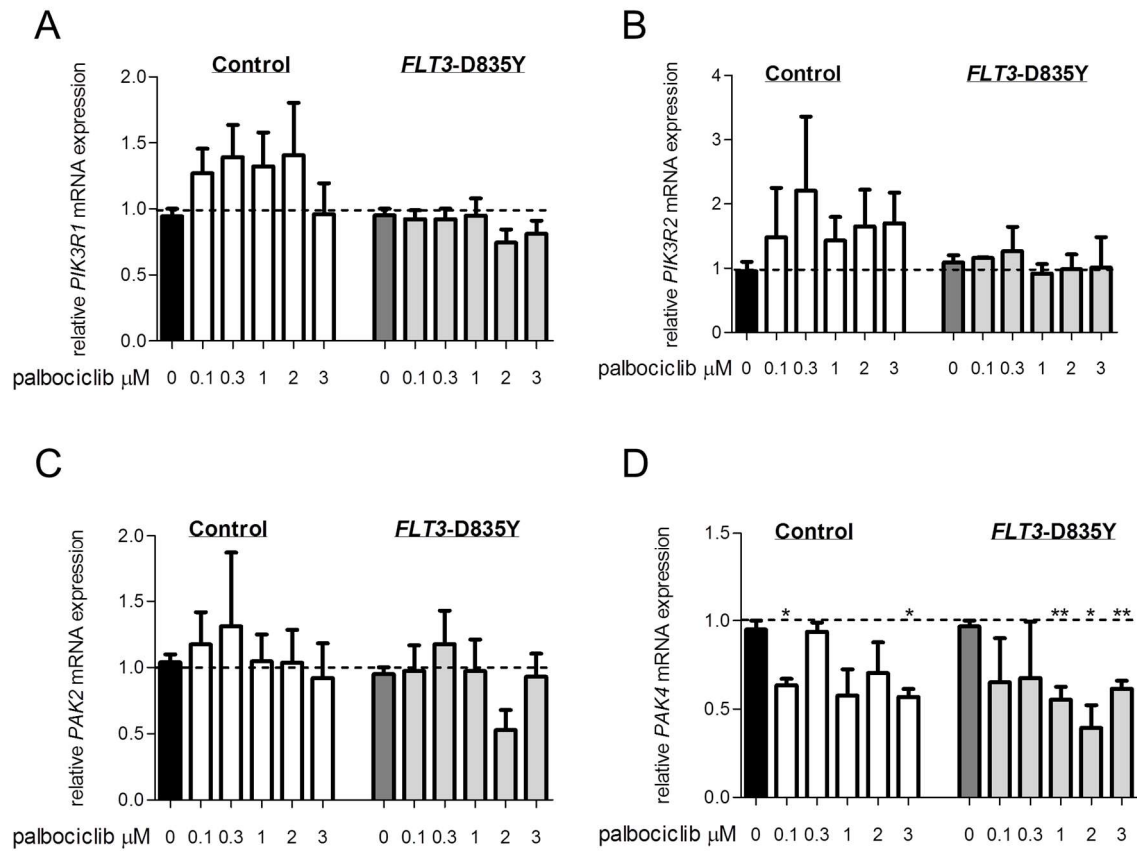 A
Control FLT3-D835Y
relative PIK3R1 mRNA expression
2.0
1.5
1.0
0.5
0.0
palbociclib μM 0 0.1 0.3 1 2 3 0 0.1 0.3 1 2 3
B
Control FLT3-D835Y
relative PIK3R2 mRNA expression
4
3
2
1
0
palbociclib μM 0 0.1 0.3 1 2 3 0 0.1 0.3 1 2 3
C
Control FLT3-D835Y
relative PAK2 mRNA expression
2.0
1.5
1.0
0.5
0.0
palbociclib μM 0 0.1 0.3 1 2 3 0 0.1 0.3 1 2 3
D
Control FLT3-D835Y
relative PAK4 mRNA expression
1.5
1.0
0.5
0.0
* * ** * **
palbociclib μM 0 0.1 0.3 1 2 3 0 0.1 0.3 1 2 3